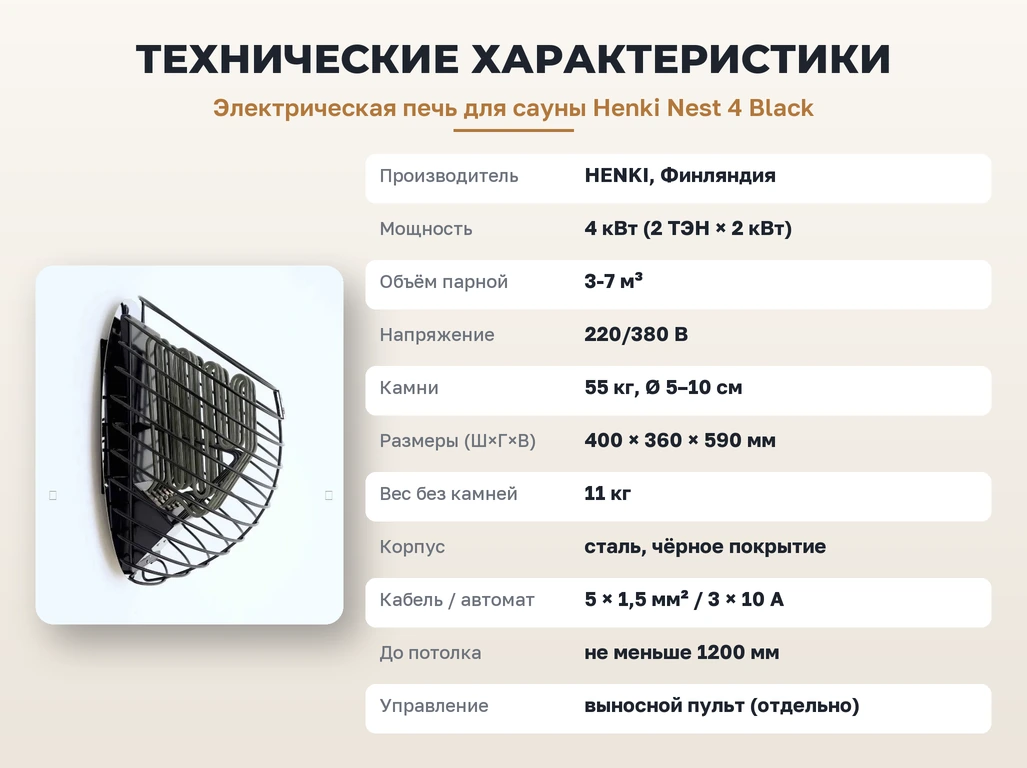 ТЕХНИЧЕСКИЕ ХАРАКТЕРИСТИКИ
Электрическая печь для сауны Henki Nest 4 Black
Производитель HENKI, Финляндия
Мощность 4 кВт (2 ТЭН × 2 кВт)
Объём парной 3-7 м³
Напряжение 220/380 В
Камни 55 кг, Ø 5–10 см
Размеры (Ш×Г×В) 400 × 360 × 590 мм
Вес без камней 11 кг
Корпус сталь, чёрное покрытие
Кабель / автомат 5 × 1,5 мм² / 3 × 10 А
До потолка не меньше 1200 мм
Управление выносной пульт (отдельно)